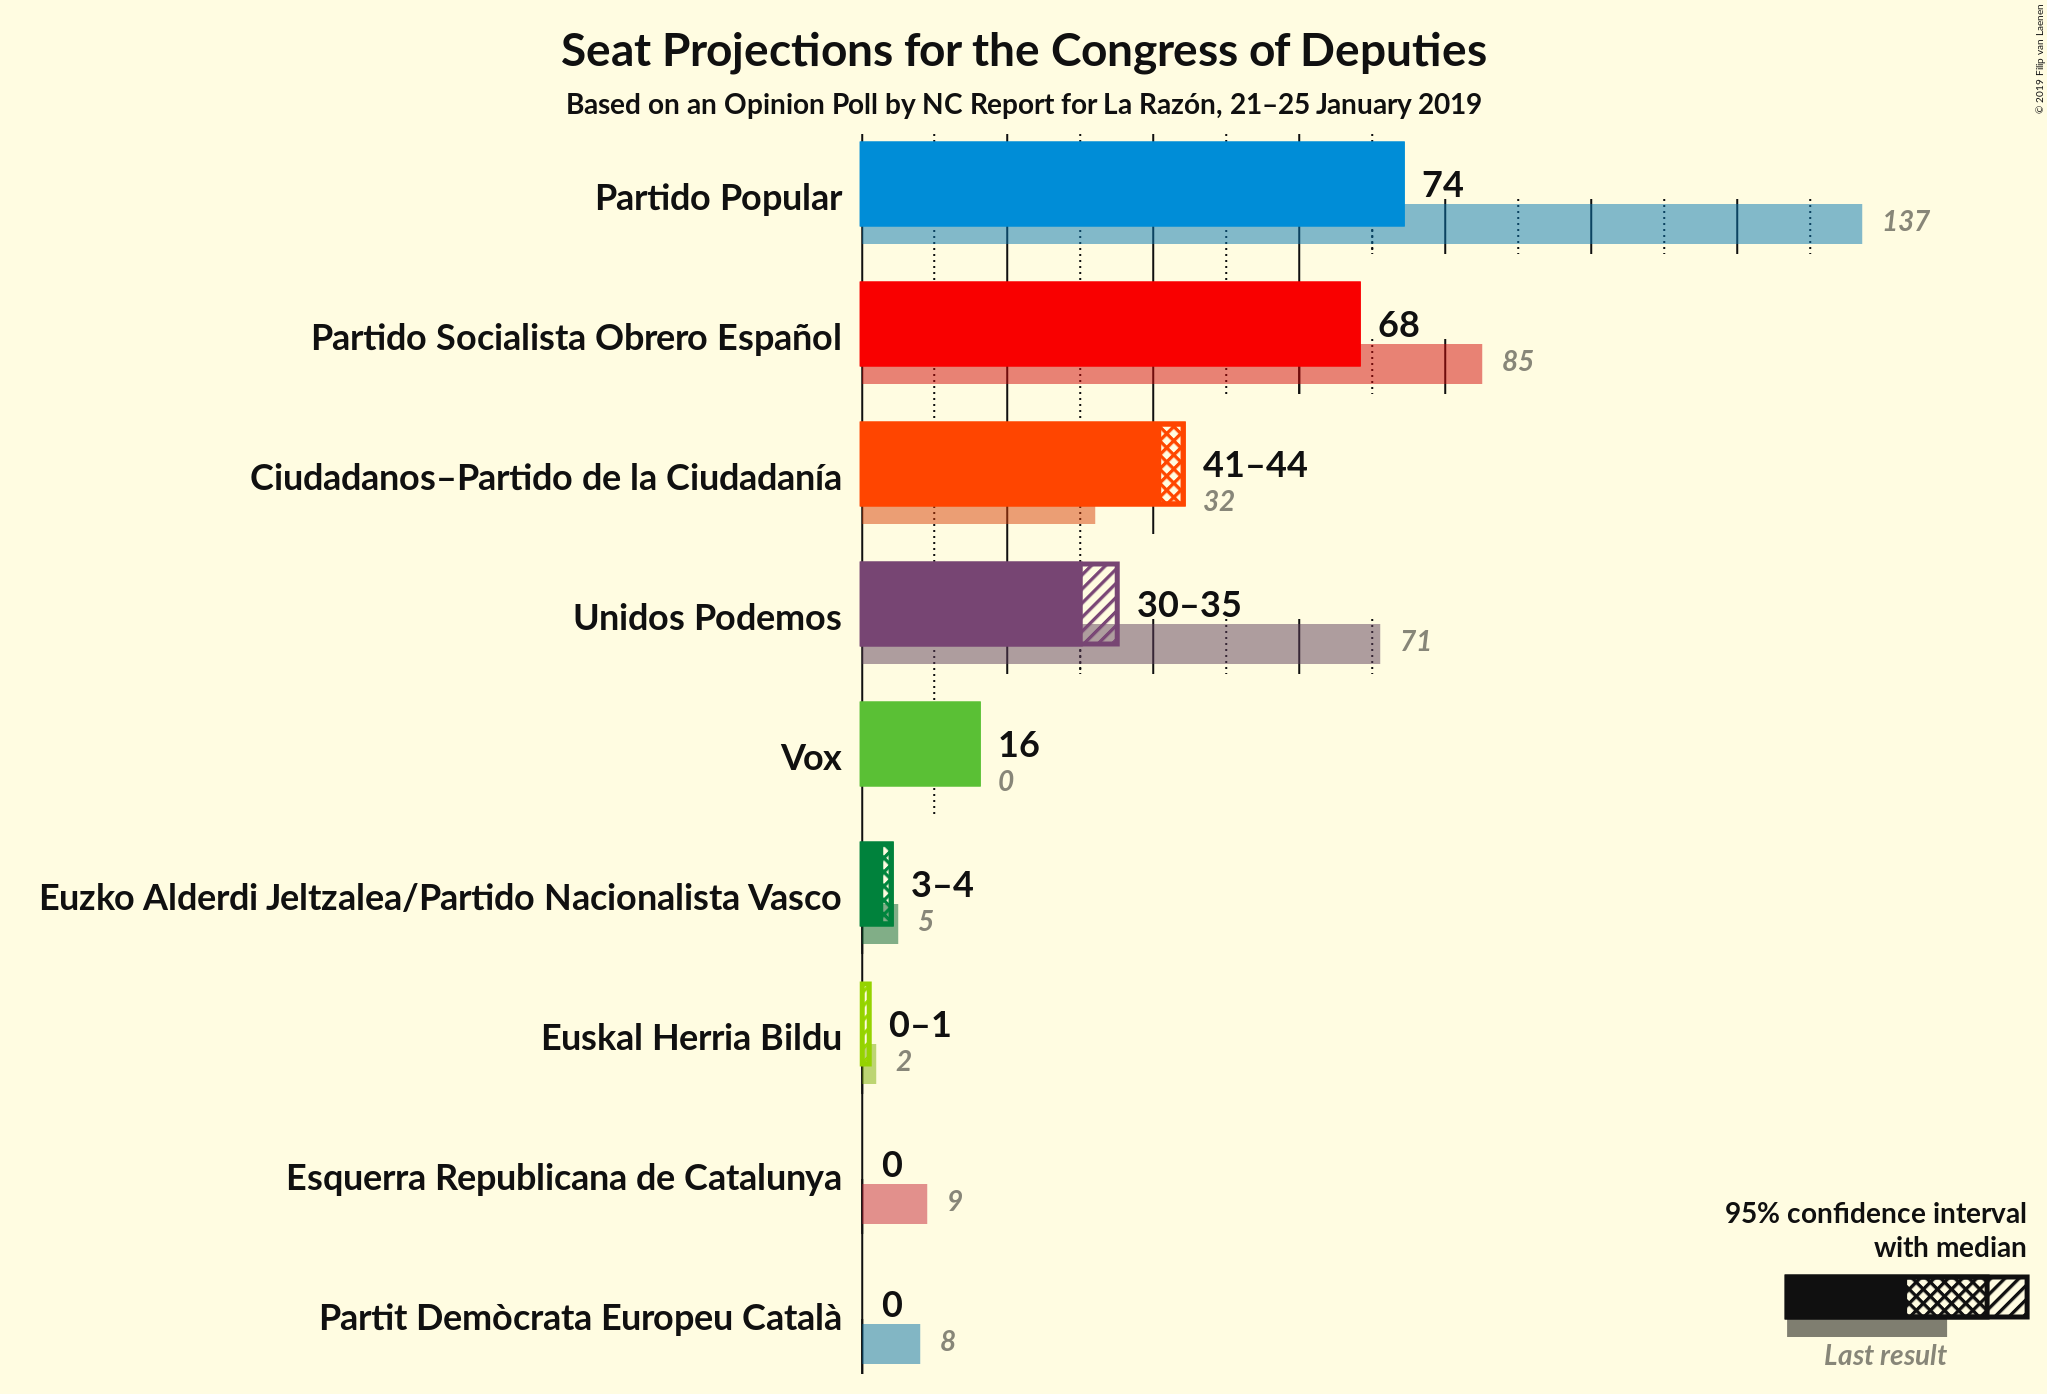 Seat Projections for the Congress of Deputies
Based on an Opinion Poll by NC Report for La Razón, 21–25 January 2019
© 2019 Filip van Laenen
Partido Popular
74
137
Partido Socialista Obrero Español
68
85
Ciudadanos–Partido de la Ciudadanía
41–44
32
Unidos Podemos
30–35
71
Vox
16
0
Euzko Alderdi Jeltzalea/Partido Nacionalista Vasco
3–4
5
Euskal Herria Bildu
0–1
2
Esquerra Republicana de Catalunya
0
9
Partit Demòcrata Europeu Català
0
8
95% confidence interval
with median
Last result